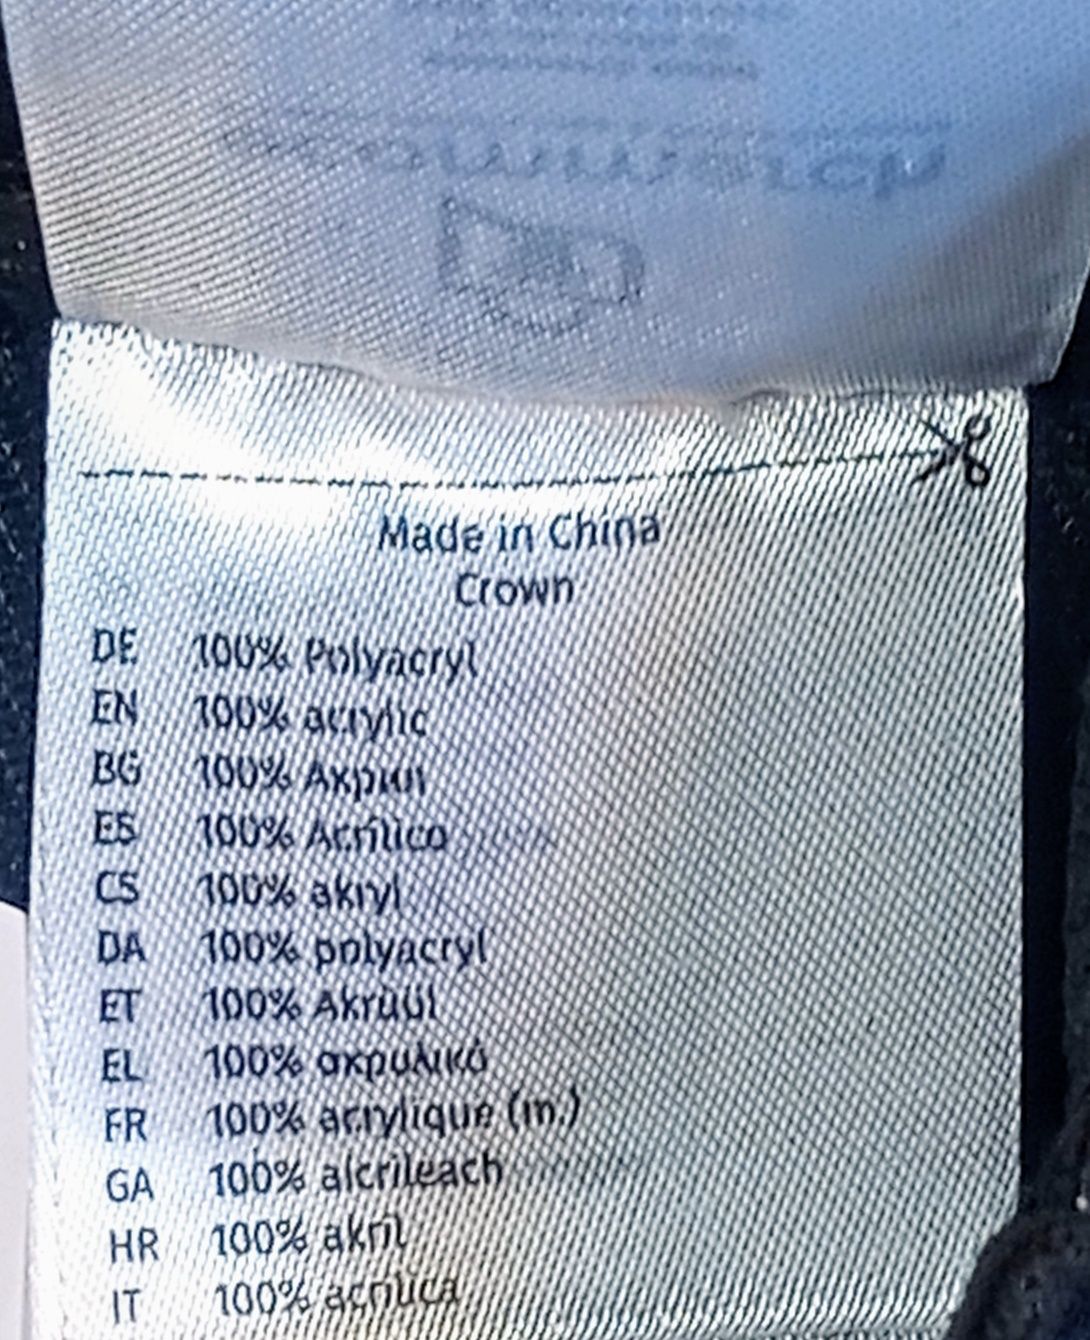 Made in China
Crown
DE 100% Polyacryl
EN 100% acrylic
BG 100% Акрил
ES 100% Acrílico
CS 100% akryl
DA 100% polyacryl
ET 100% Akrüül
EL 100% ακρυλικό
FR 100% acrylique (m.)
GA 100% aicrileach
HR 100% akril
IT 100% acrilica